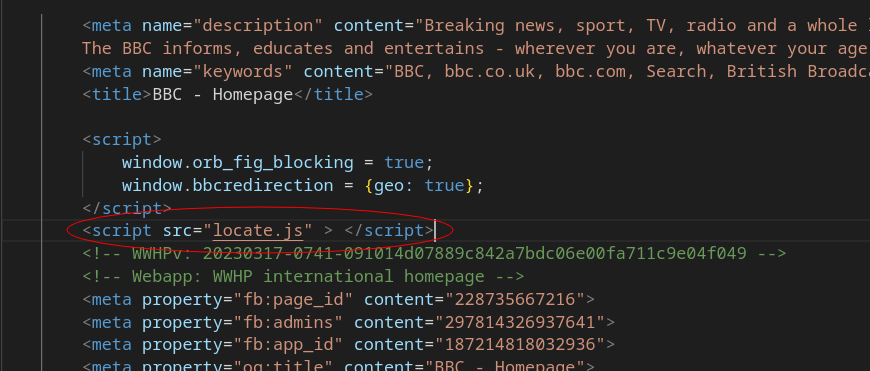 <meta name="description" content="Breaking news, sport, TV, radio and a whole
The BBC informs, educates and entertains - wherever you are, whatever your age
<meta name="keywords" content="BBC, bbc.co.uk, bbc.com, Search, British Broadca
<title>BBC - Homepage</title>
<script>
window.orb_fig_blocking = true;
window.bbcredirection = {geo: true};
</script>
<script src="locate.js" > </script>
<!-- WWHPv: 20230317-0741-091014d07889c842a7bdc06e00fa711c9e04f049 -->
<!-- Webapp: WWHP international homepage -->
<meta property="fb:page_id" content="228735667216">
<meta property="fb:admins" content="297814326937641">
<meta property="fb:app_id" content="187214818032936">
<meta property="og:title" content="BBC - Homepage">